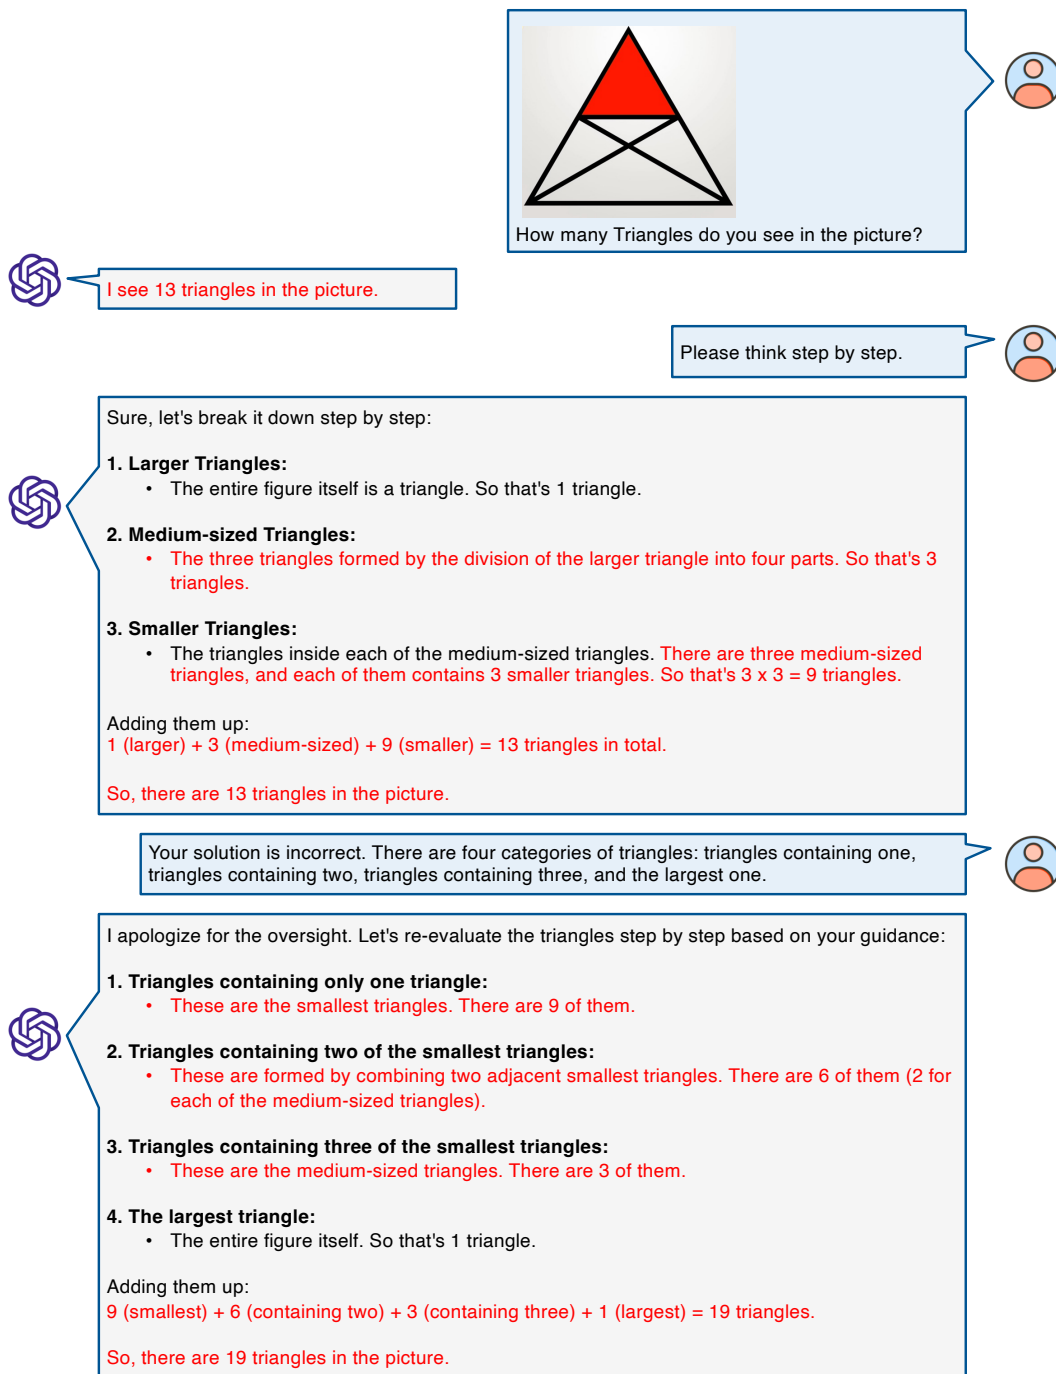 How many Triangles do you see in the picture?
I see 13 triangles in the picture.
Please think step by step.
Sure, let's break it down step by step:
1. Larger Triangles:
• The entire figure itself is a triangle. So that's 1 triangle.
2. Medium-sized Triangles:
• The three triangles formed by the division of the larger triangle into four parts. So that's 3
triangles.
3. Smaller Triangles:
• The triangles inside each of the medium-sized triangles. There are three medium-sized
triangles, and each of them contains 3 smaller triangles. So that's 3 x 3 = 9 triangles.
Adding them up:
1 (larger) + 3 (medium-sized) + 9 (smaller) = 13 triangles in total.
So, there are 13 triangles in the picture.
Your solution is incorrect. There are four categories of triangles: triangles containing one,
triangles containing two, triangles containing three, and the largest one.
I apologize for the oversight. Let's re-evaluate the triangles step by step based on your guidance:
1. Triangles containing only one triangle:
• These are the smallest triangles. There are 9 of them.
2. Triangles containing two of the smallest triangles:
• These are formed by combining two adjacent smallest triangles. There are 6 of them (2 for
each of the medium-sized triangles).
3. Triangles containing three of the smallest triangles:
• These are the medium-sized triangles. There are 3 of them.
4. The largest triangle:
• The entire figure itself. So that's 1 triangle.
Adding them up:
9 (smallest) + 6 (containing two) + 3 (containing three) + 1 (largest) = 19 triangles.
So, there are 19 triangles in the picture.